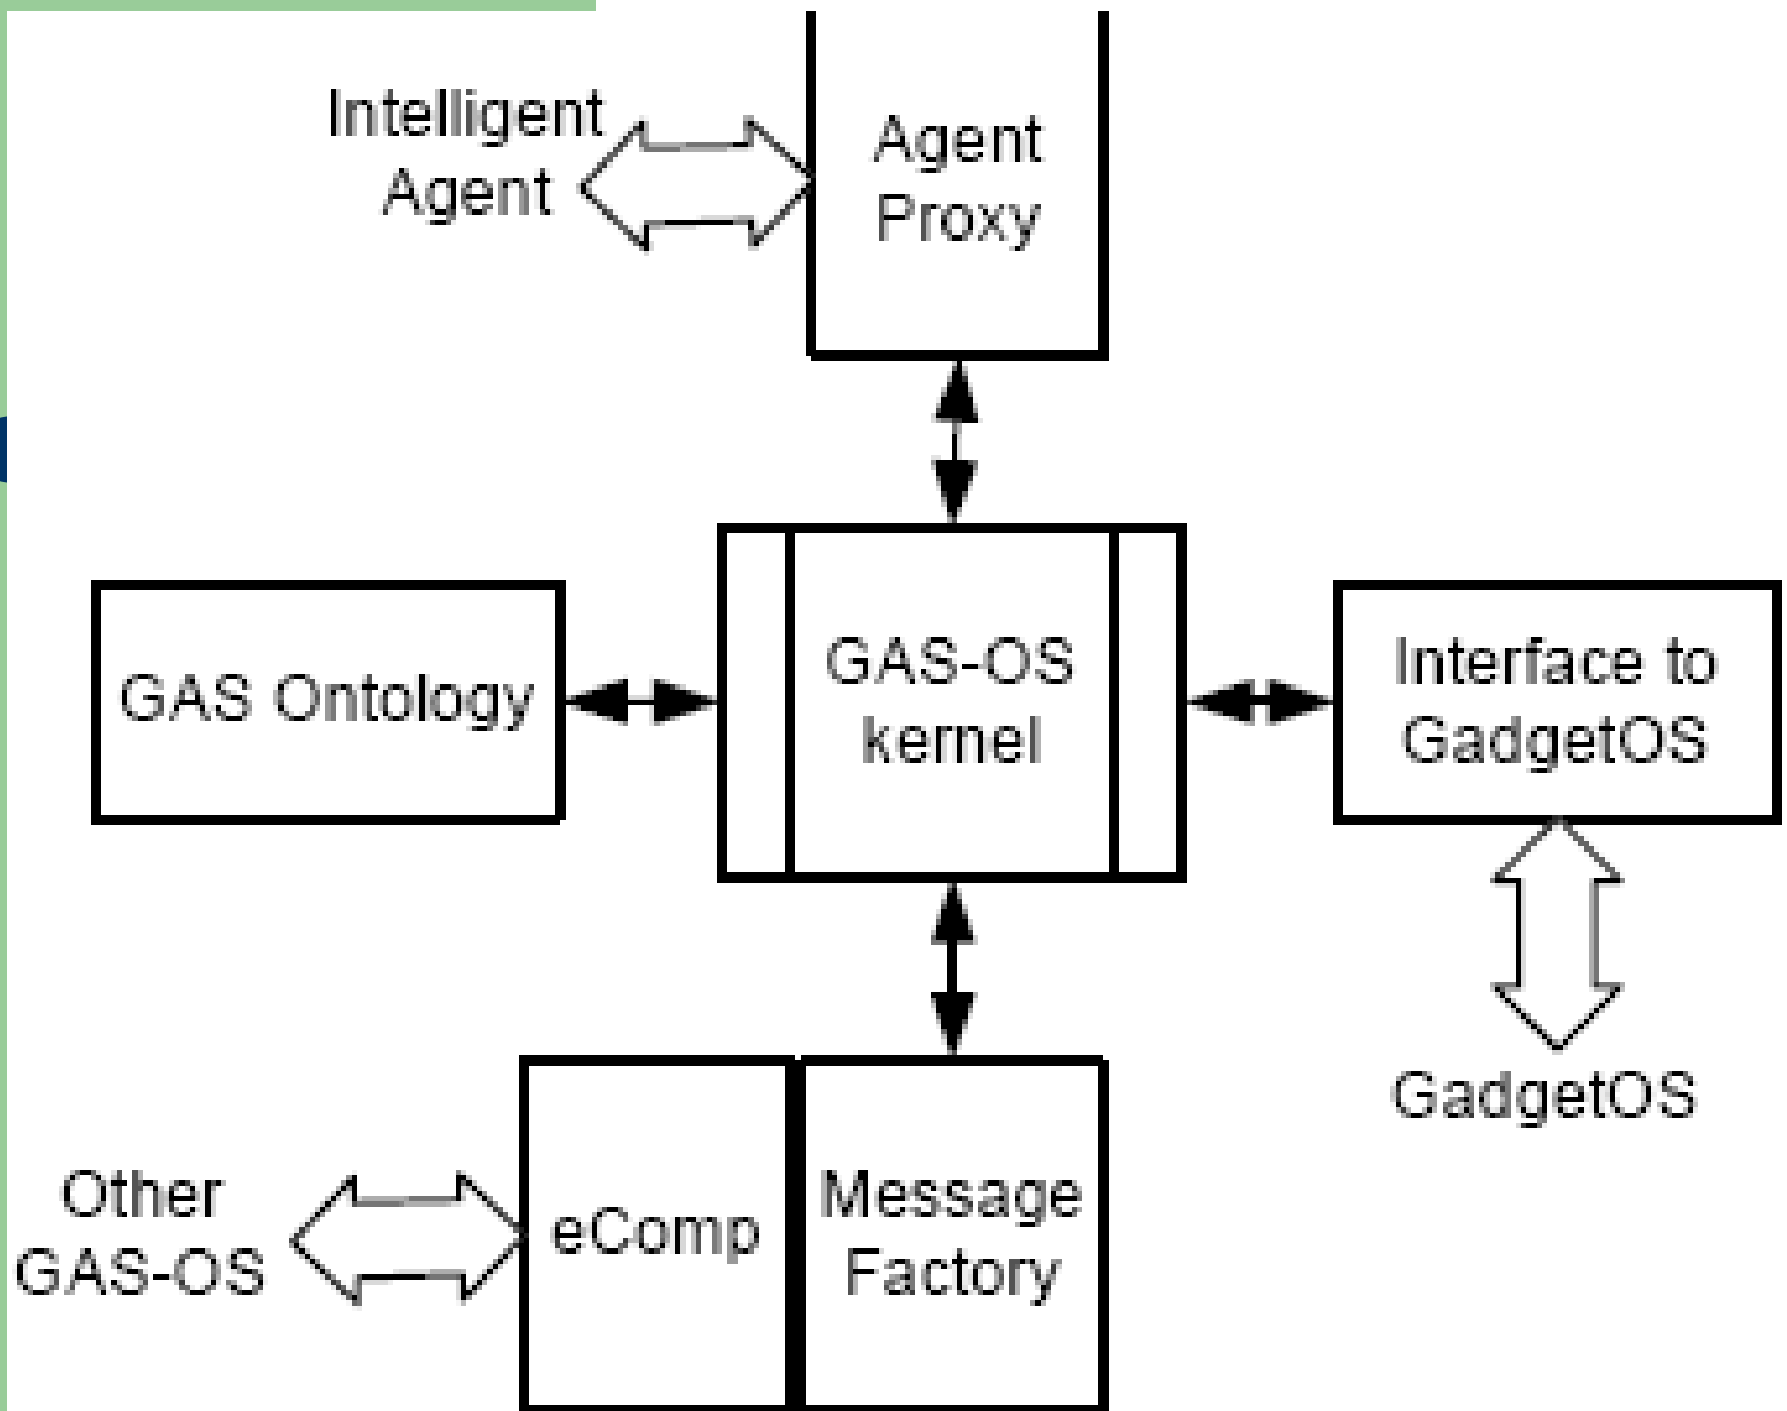 Intelligent
Agent
Agent
Proxy
GAS Ontology
GAS-OS
kernel
Interface to
GadgetOS
GadgetOS
Other
GAS-OS
eComp
Message
Factory